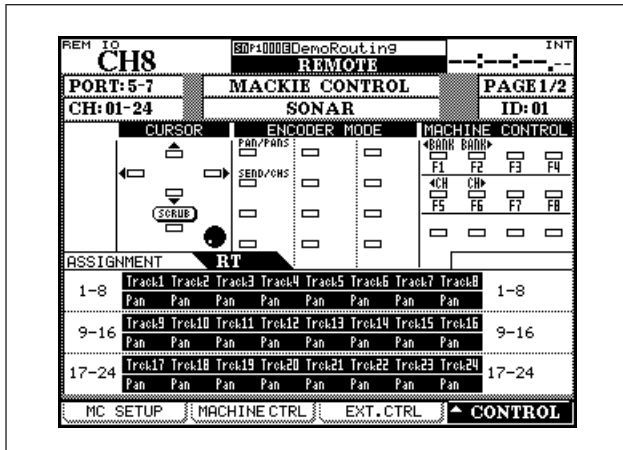 REM IO SD P1 0003 DemoRouting INT
CH8 REMOTE --:--:--.--
PORT: 5-7 MACKIE CONTROL PAGE 1/2
CH: 01-24 SONAR ID: 01
CURSOR ENCODER MODE MACHINE CONTROL
PAN/PANS ◀BANK BANK▶
F1 F2 F3 F4
SEND/CHS ◀CH CH▶
F5 F6 F7 F8
SCRUB
ASSIGNMENT RT
1-8 Track1 Track2 Track3 Track4 Track5 Track6 Track7 Track8 1-8
Pan Pan Pan Pan Pan Pan Pan Pan
9-16 Track9 Trck10 Trck11 Trck12 Trck13 Trck14 Trck15 Trck16 9-16
Pan Pan Pan Pan Pan Pan Pan Pan
17-24 Trck17 Trck18 Trck19 Trck20 Trck21 Trck22 Trck23 Trck24 17-24
Pan Pan Pan Pan Pan Pan Pan Pan
MC SETUP MACHINE CTRL EXT.CTRL ▲ CONTROL